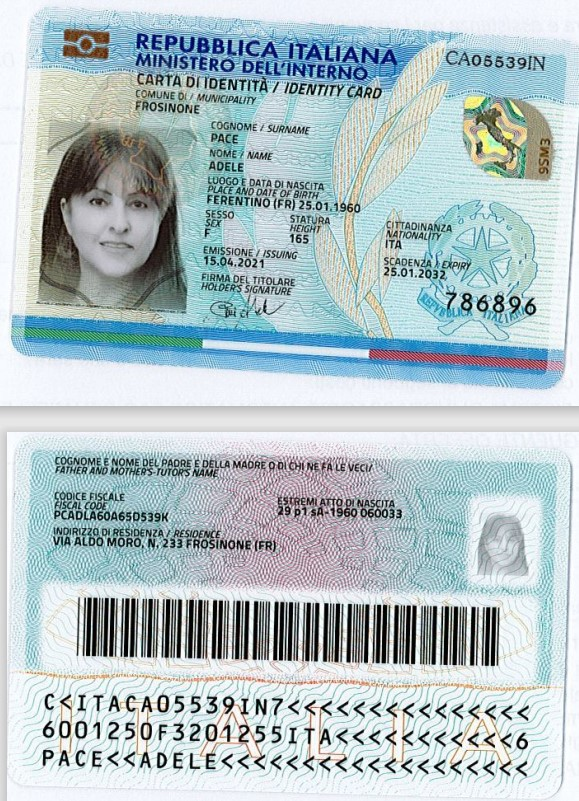 REPUBBLICA ITALIANA
MINISTERO DELL'INTERNO
CA05539IN
CARTA DI IDENTITÀ / IDENTITY CARD
COMUNE DI / MUNICIPALITY
FROSINONE
COGNOME / SURNAME
PACE
NOME / NAME
ADELE
LUOGO E DATA DI NASCITA
PLACE AND DATE OF BIRTH
FERENTINO (FR) 25.01.1960
SESSO
SEX
F
STATURA
HEIGHT
165
CITTADINANZA
NATIONALITY
ITA
EMISSIONE / ISSUING
15.04.2021
SCADENZA / EXPIRY
25.01.2032
FIRMA DEL TITOLARE
HOLDER'S SIGNATURE
786896
COGNOME E NOME DEL PADRE E DELLA MADRE O DI CHI NE FA LE VECI/
FATHER AND MOTHER'S-TUTOR'S NAME
CODICE FISCALE
FISCAL CODE
PCADLA60A65D539K
ESTREMI ATTO DI NASCITA
29 p1 sA-1960 060033
INDIRIZZO DI RESIDENZA / RESIDENCE
VIA ALDO MORO, N. 233 FROSINONE (FR)
C<ITACA05539IN7<<<<<<<<<<<<<<<
6001250F3201255ITA<<<<<<<<<<<6
PACE<<ADELE<<<<<<<<<<<<<<<<<<<
ITALIA